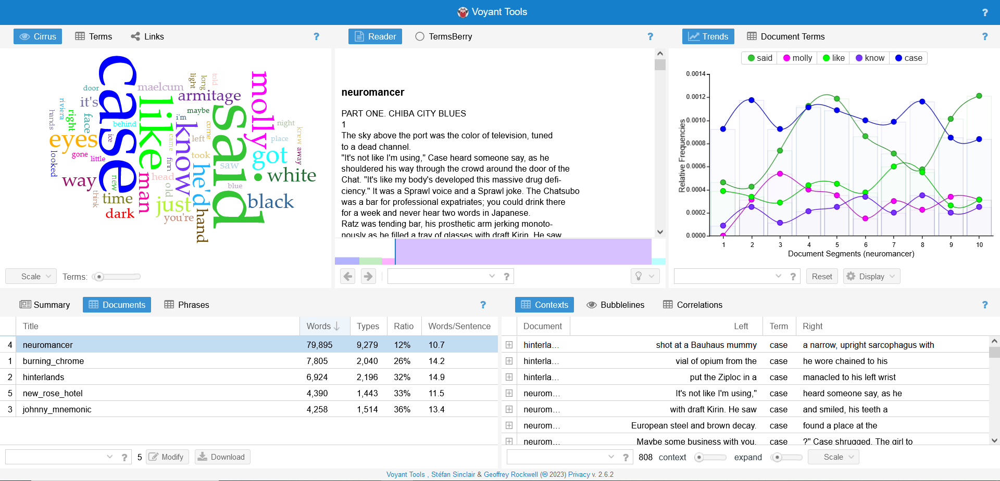 Voyant Tools
?
Cirrus
Terms
Links
?
Reader
TermsBerry
?
Trends
Document Terms
?
case
said
like
molly
know
eyes
got
white
black
just
man
he'd
way
armitage
hand
time
dark
it's
maelcum
you're
head
face
right
left
took
saw
maybe
i'm
door
riviera
hands
behind
ice
gone
little
looked
new
think
old
finn
came
come
light
long
told
night
place
krew
away
blue
neuromancer
PART ONE. CHIBA CITY BLUES
1
The sky above the port was the color of television, tuned
to a dead channel.
"It's not like I'm using," Case heard someone say, as he
shouldered his way through the crowd around the door of the
Chat. "It's like my body's developed this massive drug defi-
ciency." It was a Sprawl voice and a Sprawl joke. The Chatsubo
was a bar for professional expatriates; you could drink there
for a week and never hear two words in Japanese.
Ratz was tending bar, his prosthetic arm jerking monoto-
nously as he filled a tray of glasses with draft Kirin. He saw
said
molly
like
know
case
Relative Frequencies
0.0014
0.0012
0.0010
0.0008
0.0006
0.0004
0.0002
0.0000
1 2 3 4 5 6 7 8 9 10
Document Segments (neuromancer)
Scale
Terms:
?
?
Reset
Display
Summary
Documents
Phrases
?
Title Words Types Ratio Words/Sentence
4 neuromancer 79,895 9,279 12% 10.7
1 burning_chrome 7,805 2,040 26% 14.2
2 hinterlands 6,924 2,196 32% 14.9
5 new_rose_hotel 4,390 1,443 33% 11.5
3 johnny_mnemonic 4,258 1,514 36% 13.4
? 5 Modify Download
Contexts
Bubblelines
Correlations
?
Document Left Term Right
hinterla... shot at a Bauhaus mummy case a narrow, upright sarcophagus with
hinterla... vial of opium from the case he wore chained to his
hinterla... put the Ziploc in a case manacled to his left wrist
neurom... It's not like I'm using," case heard someone say, as he
neurom... with draft Kirin. He saw case and smiled, his teeth a
neurom... European steel and brown decay. case found a place at the
neurom... Maybe some business with you. case ?" Case shrugged. The girl to
? 808 context expand Scale
Voyant Tools , Stéfan Sinclair & Geoffrey Rockwell (🅭 2023) Privacy v. 2.6.2